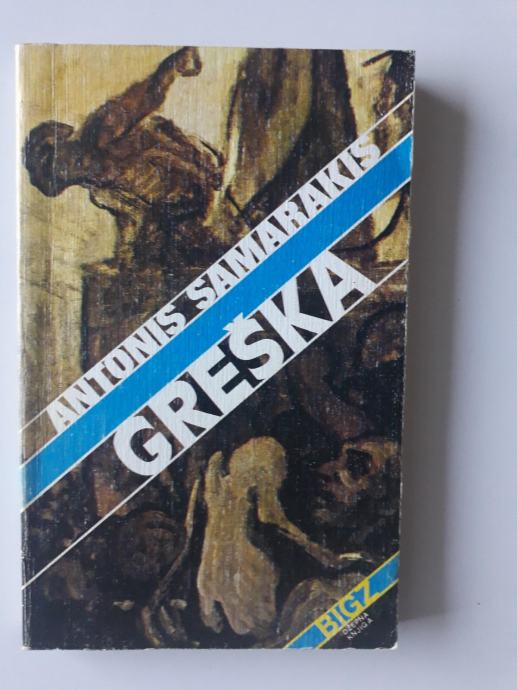 ANTONIS SAMARAKIS
GREŠKA
BIGZ
DŽEPNA
KNJIGA